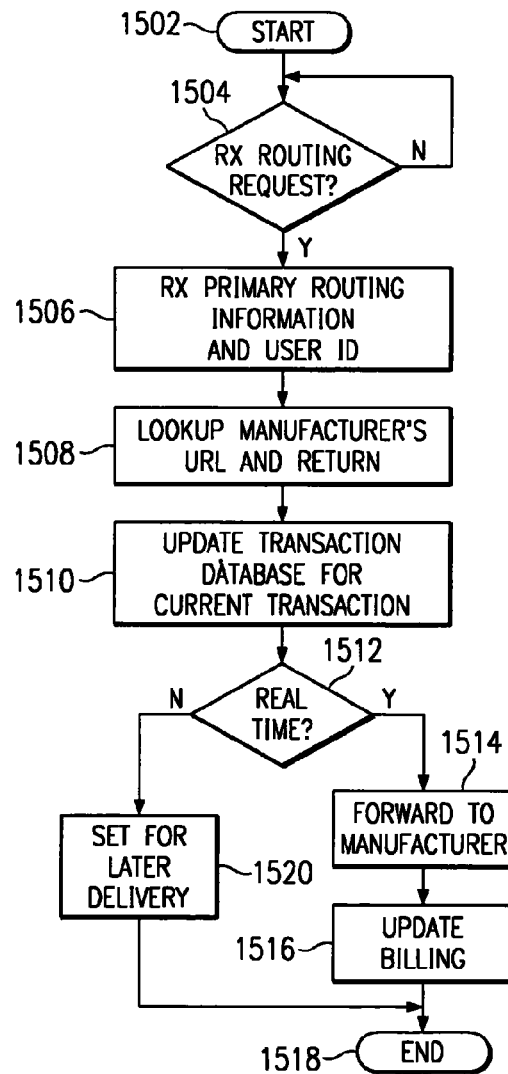 1502
START
1504
RX ROUTING
REQUEST?
N
Y
1506
RX PRIMARY ROUTING
INFORMATION
AND USER ID
1508
LOOKUP MANUFACTURER'S
URL AND RETURN
1510
UPDATE TRANSACTION
DATABASE FOR
CURRENT TRANSACTION
1512
N
REAL
TIME?
Y
1514
FORWARD TO
MANUFACTURER
SET FOR
LATER
DELIVERY
1520
1516
UPDATE
BILLING
1518
END